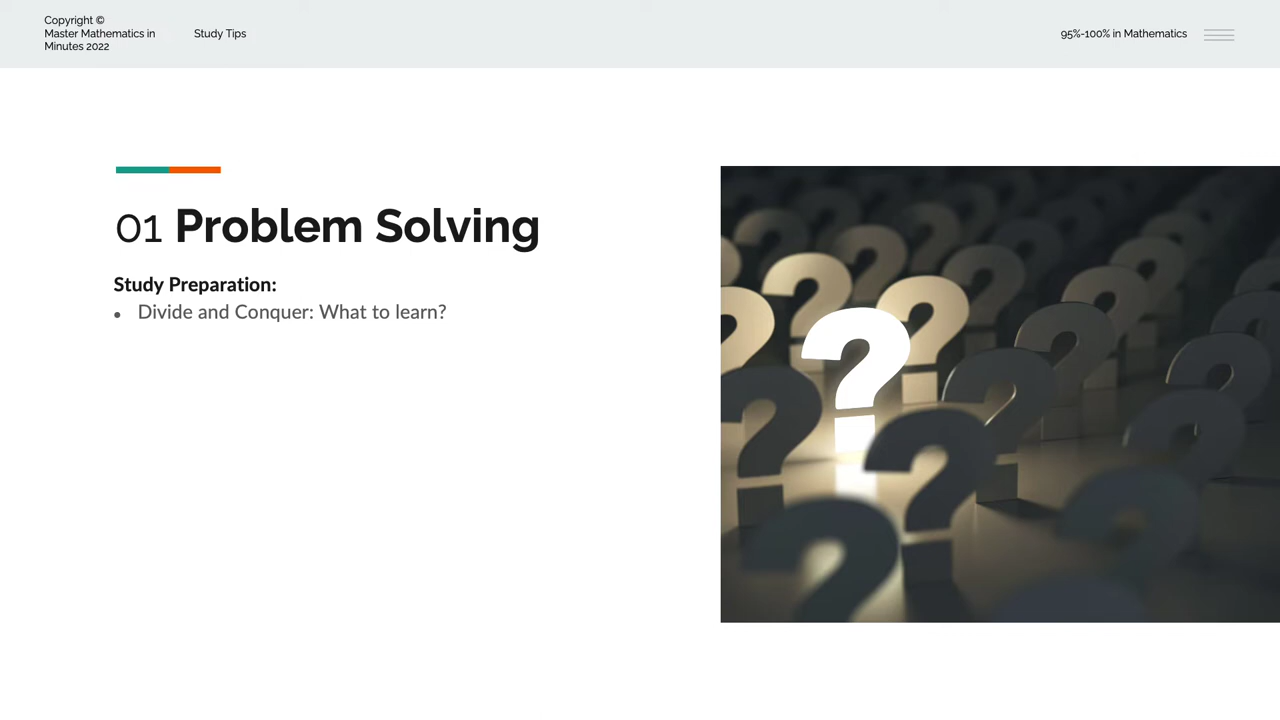 Copyright ©
Master Mathematics in
Minutes 2022
Study Tips
95%-100% in Mathematics
01 Problem Solving
Study Preparation:
• Divide and Conquer: What to learn?